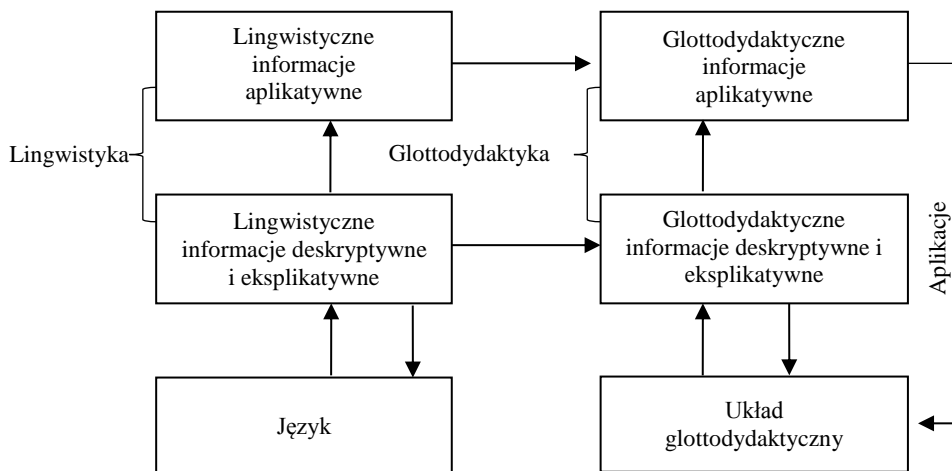 Lingwistyczne
informacje
aplikatywne
Glottodydaktyczne
informacje
aplikatywne
Lingwistyka
Glottodydaktyka
Lingwistyczne
informacje deskryptywne
i eksplikatywne
Glottodydaktyczne
informacje deskryptywne i
eksplikatywne
Aplikacje
Język
Układ
glottodydaktyczny